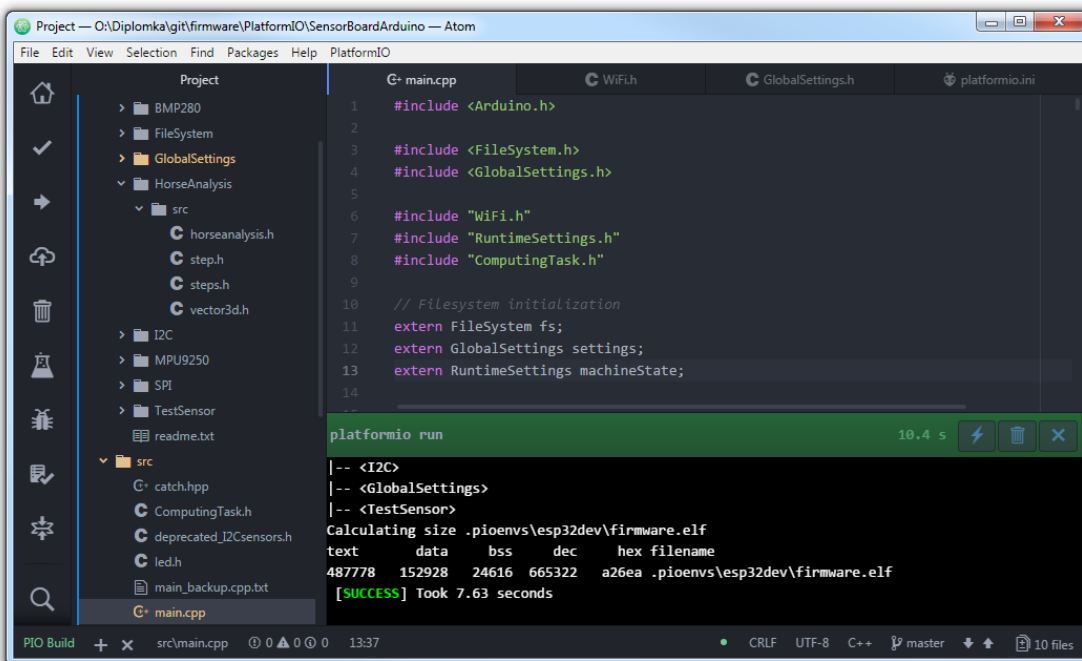 Project — O:\Diplomka\git\firmware\PlatformIO\SensorBoardArduino — Atom
File Edit View Selection Find Packages Help PlatformIO
Project
BMP280
FileSystem
GlobalSettings
HorseAnalysis
src
horseanalysis.h
step.h
steps.h
vector3d.h
I2C
MPU9250
SPI
TestSensor
readme.txt
src
catch.hpp
ComputingTask.h
deprecated_I2Csensors.h
led.h
main_backup.cpp.txt
main.cpp
main.cpp WiFi.h GlobalSettings.h platformio.ini
1 #include <Arduino.h>
2
3 #include <FileSystem.h>
4 #include <GlobalSettings.h>
5
6 #include "WiFi.h"
7 #include "RuntimeSettings.h"
8 #include "ComputingTask.h"
9
10 // Filesystem initialization
11 extern FileSystem fs;
12 extern GlobalSettings settings;
13 extern RuntimeSettings machineState;
14
platformio run 10.4 s
|-- <I2C>
|-- <GlobalSettings>
|-- <TestSensor>
Calculating size .pioenvs\esp32dev\firmware.elf
text data bss dec hex filename
487778 152928 24616 665322 a26ea .pioenvs\esp32dev\firmware.elf
[SUCCESS] Took 7.63 seconds
PIO Build src\main.cpp 0 0 0 13:37 CRLF UTF-8 C++ master 10 files